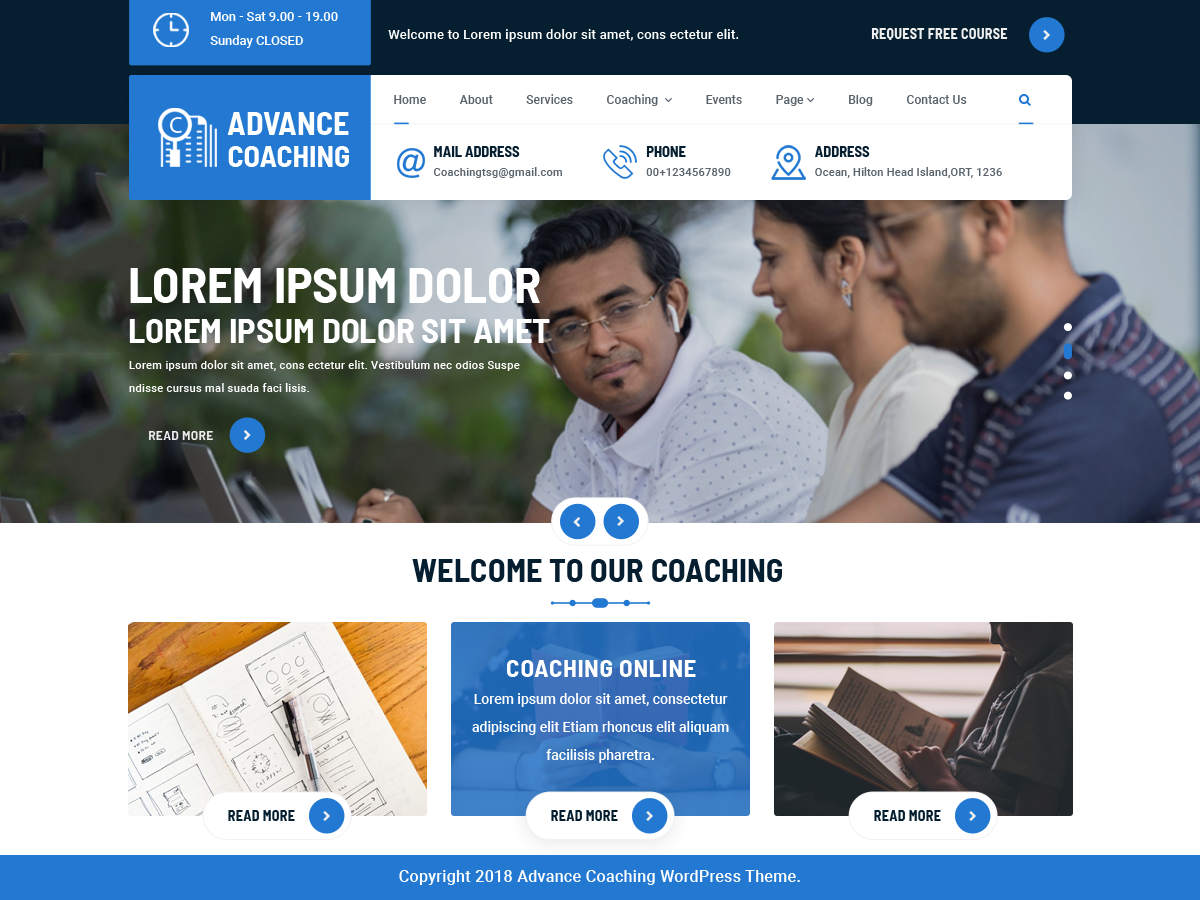 Mon - Sat 9.00 - 19.00
Sunday CLOSED
Welcome to Lorem ipsum dolor sit amet, cons ectetur elit.
REQUEST FREE COURSE
ADVANCE
COACHING
Home About Services Coaching Events Page Blog Contact Us
MAIL ADDRESS
Coachingtsg@gmail.com
PHONE
00+1234567890
ADDRESS
Ocean, Hilton Head Island,ORT, 1236
LOREM IPSUM DOLOR
LOREM IPSUM DOLOR SIT AMET
Lorem ipsum dolor sit amet, cons ectetur elit. Vestibulum nec odios Suspe
ndisse cursus mal suada faci lisis.
READ MORE
WELCOME TO OUR COACHING
COACHING ONLINE
Lorem ipsum dolor sit amet, consectetur
adipiscing elit Etiam rhoncus elit aliquam
facilisis pharetra.
READ MORE
READ MORE
READ MORE
Copyright 2018 Advance Coaching WordPress Theme.